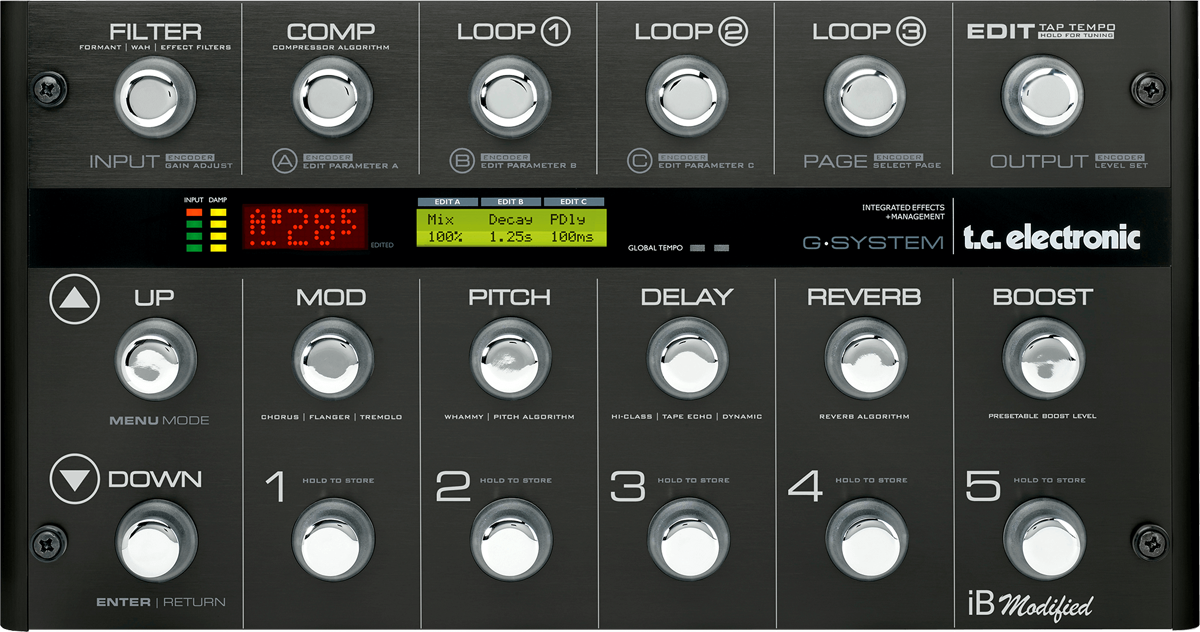 FILTER
FORMANT | WAH | EFFECT FILTERS
COMP
COMPRESSOR ALGORITHM
LOOP 1
LOOP 2
LOOP 3
EDIT TAP TEMPO
HOLD FOR TUNING
INPUT ENCODER
GAIN ADJUST
A ENCODER
EDIT PARAMETER A
B ENCODER
EDIT PARAMETER B
C ENCODER
EDIT PARAMETER C
PAGE ENCODER
SELECT PAGE
OUTPUT ENCODER
LEVEL SET
INPUT DAMP
EDITED
EDIT A EDIT B EDIT C
Mix Decay PDly
100% 1.25s 100ms
GLOBAL TEMPO
INTEGRATED EFFECTS
+MANAGEMENT
G·SYSTEM
t.c. electronic
UP
MENU MODE
MOD
CHORUS | FLANGER | TREMOLO
PITCH
WHAMMY | PITCH ALGORITHM
DELAY
HI-CLASS | TAPE ECHO | DYNAMIC
REVERB
REVERB ALGORITHM
BOOST
PRESETABLE BOOST LEVEL
DOWN
ENTER | RETURN
1 HOLD TO STORE
2 HOLD TO STORE
3 HOLD TO STORE
4 HOLD TO STORE
5 HOLD TO STORE
iB Modified